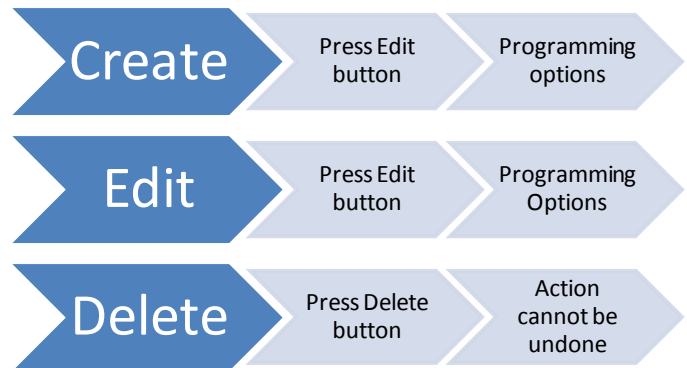 Create
Press Edit
button
Programming
options
Edit
Press Edit
button
Programming
Options
Delete
Press Delete
button
Action
cannot be
undone